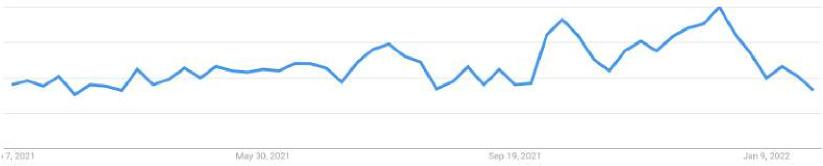 7, 2021
May 30, 2021
Sep 19, 2021
Jan 9, 2022